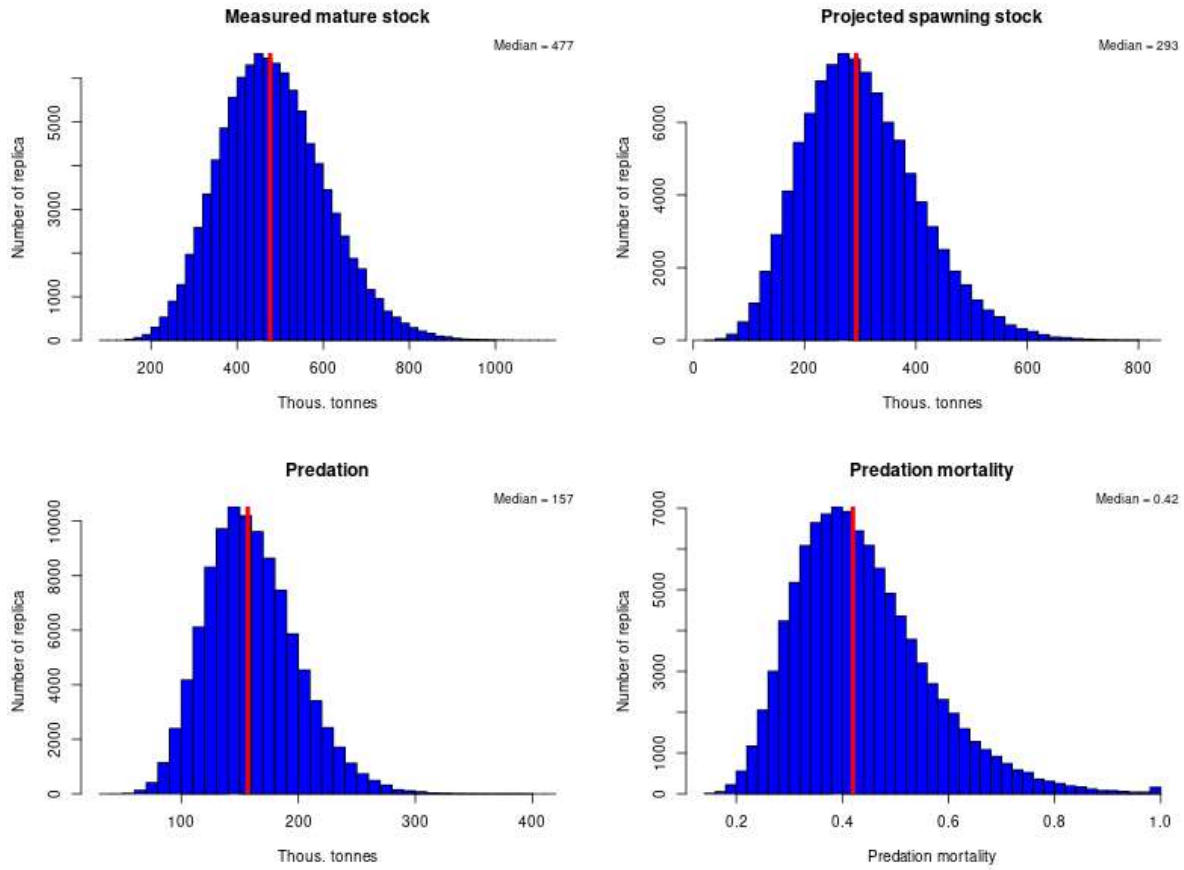 Measured mature stock
Median = 477
Number of replica
0
1000
3000
5000
200
400
600
800
1000
Thous. tonnes
Projected spawning stock
Median = 293
Number of replica
0
2000
4000
6000
0
200
400
600
800
Thous. tonnes
Predation
Median = 157
Number of replica
0
2000
4000
6000
8000
10000
100
200
300
400
Thous. tonnes
Predation mortality
Median = 0.42
Number of replica
0
1000
3000
5000
7000
0.2
0.4
0.6
0.8
1.0
Predation mortality